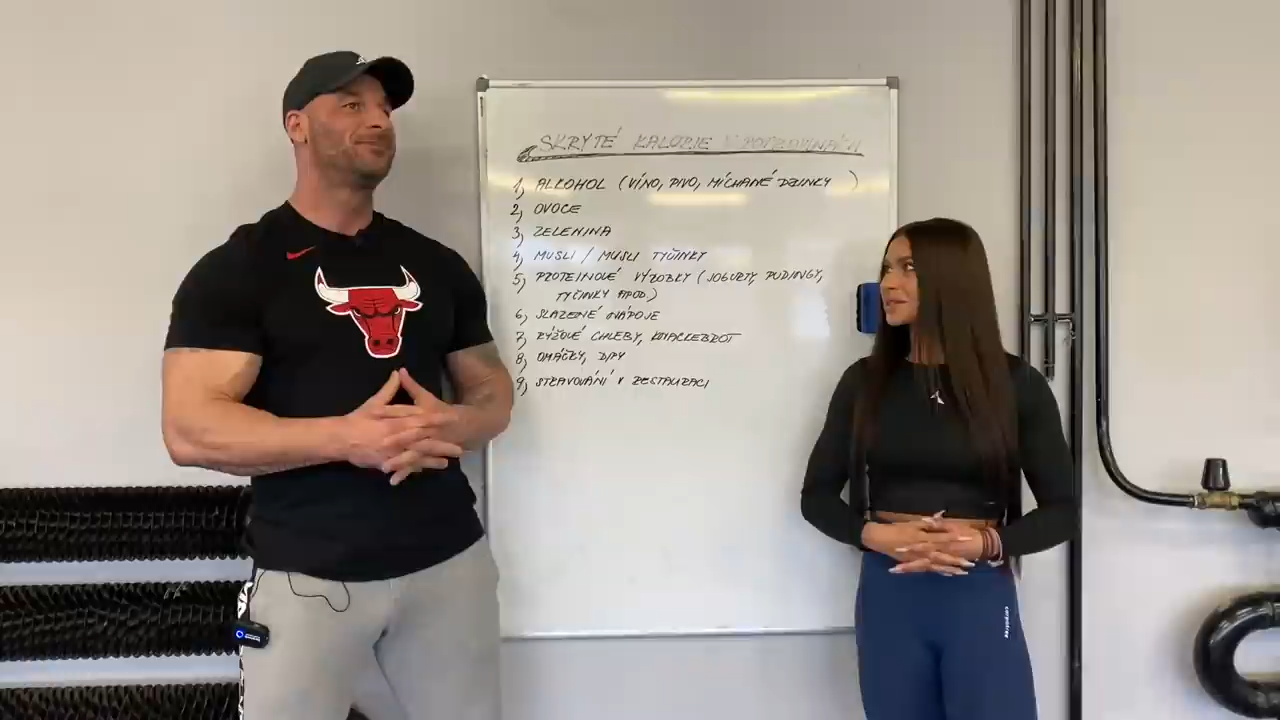 SKRYTÉ KALORIE V POTRAVINÁCH
1, ALKOHOL (VÍNO, PIVO, MÍCHANÉ DRINKY )
2, OVOCE
3, ZELENINA
4, MUSLI / MUSLI TYČINKY
5, PROTEINOVÉ VÝROBKY (JOGURTY, PUDINGY,
TYČINKY APOD.)
6, SLAZENÉ NÁPOJE
7, RÝŽOVÉ CHLEBY, KNACKEBROT
8, OMÁČKY, DIPY
9, STRAVOVÁNÍ V RESTAURACI